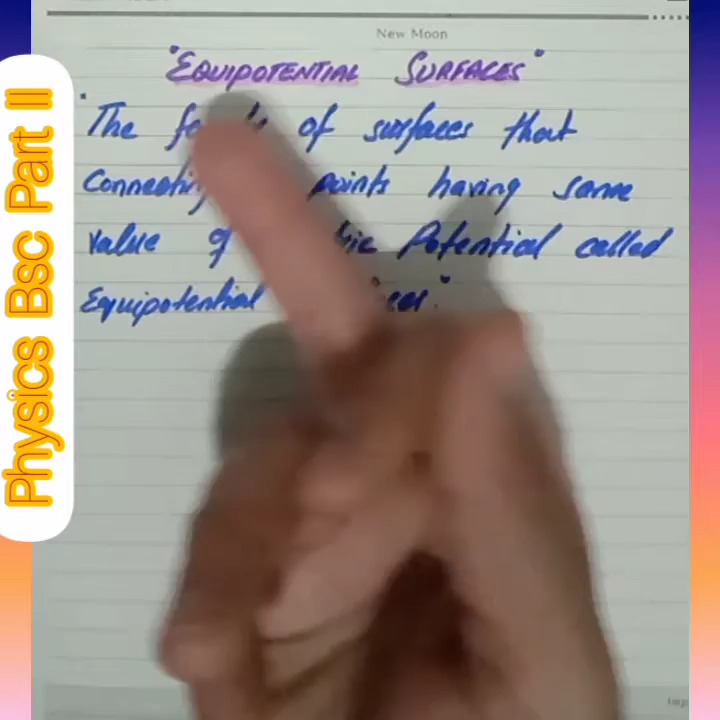 New Moon
"EQUIPOTENTIAL SURFACES"
"The of surfaces that
points having same
value of Potential called
Equipotential
Physics Bsc Part II